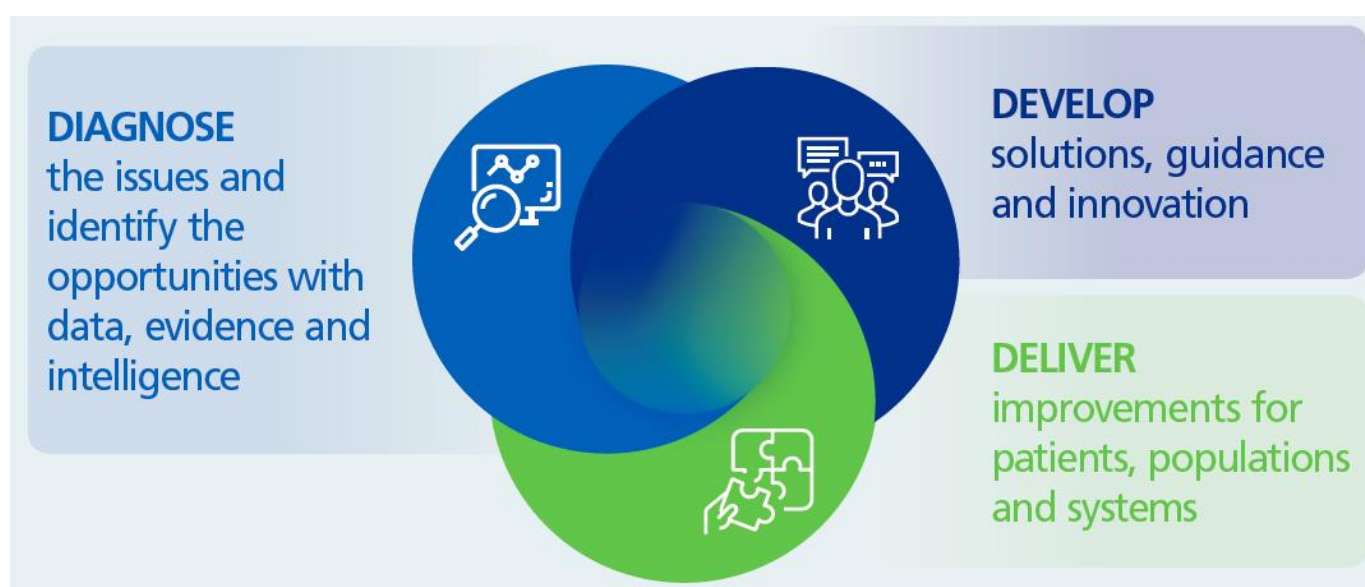 DIAGNOSE
the issues and
identify the
opportunities with
data, evidence and
intelligence
DEVELOP
solutions, guidance
and innovation
DELIVER
improvements for
patients, populations
and systems